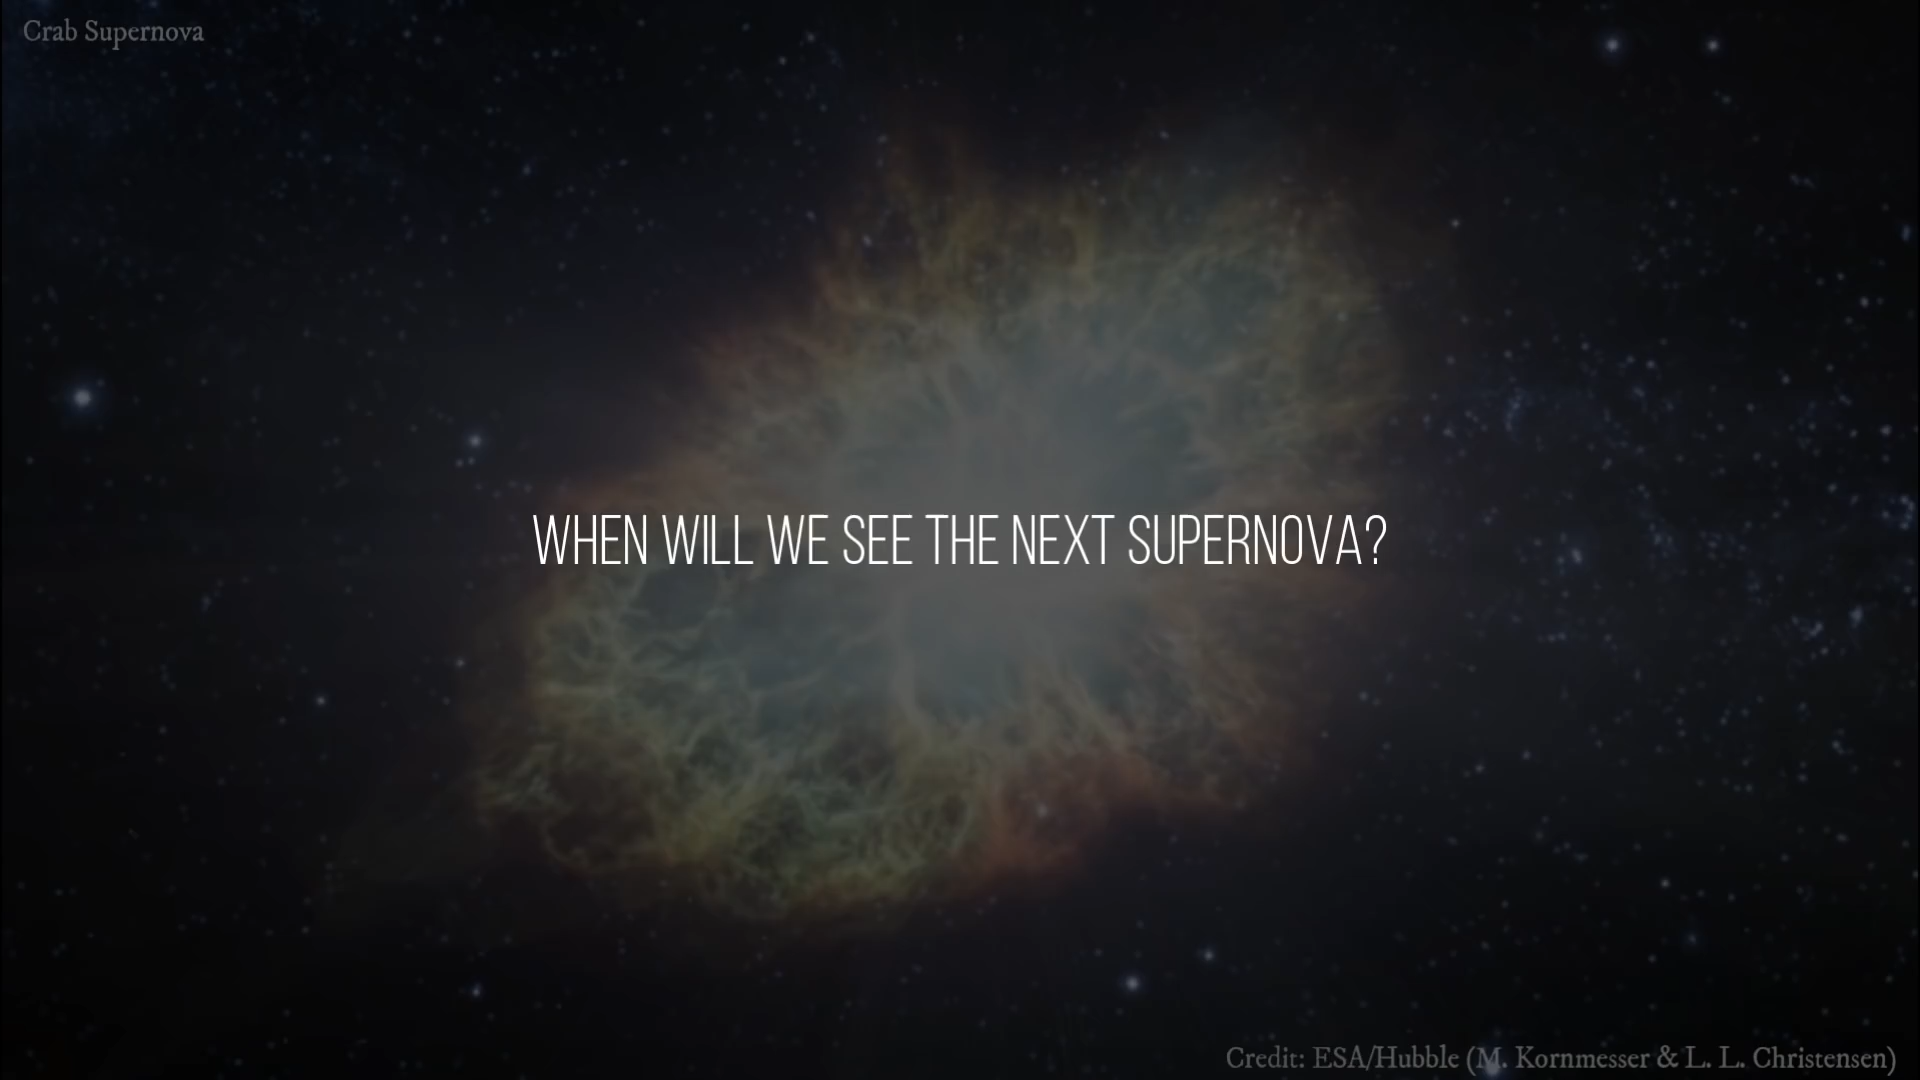 Crab Supernova
WHEN WILL WE SEE THE NEXT SUPERNOVA?
Credit: ESA/Hubble (M. Kornmesser & L. L. Christensen)